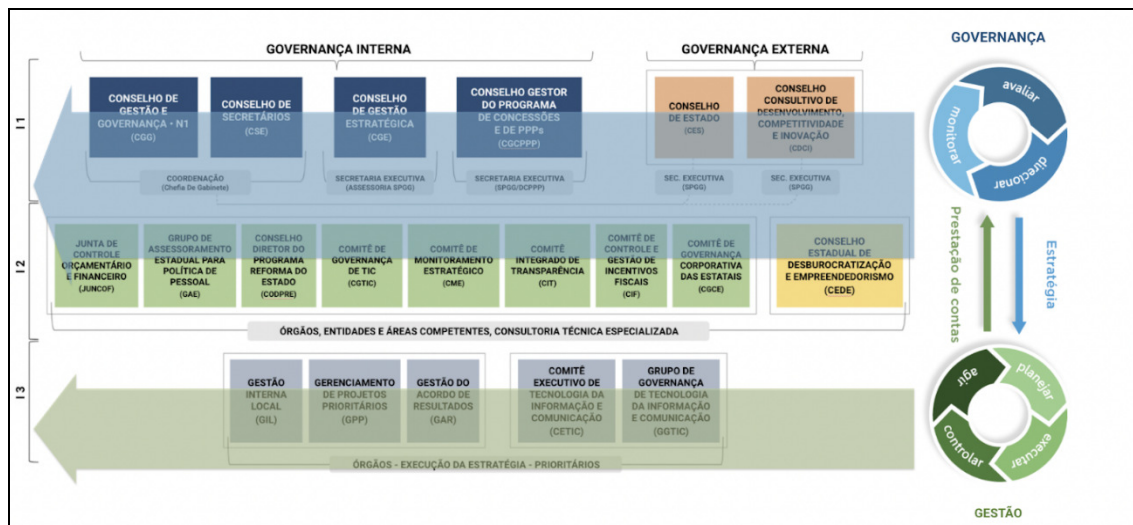 GOVERNANÇA INTERNA
GOVERNANÇA EXTERNA
GOVERNANÇA
I1
CONSELHO DE
GESTÃO E
GOVERNANÇA - N1
(CGG)
CONSELHO DE
SECRETÁRIOS
(CSE)
CONSELHO
DE GESTÃO
ESTRATÉGICA
(CGE)
CONSELHO GESTOR
DO PROGRAMA
DE CONCESSÕES
E DE PPPs
(CGCPPP)
CONSELHO
DE ESTADO
(CES)
CONSELHO
CONSULTIVO DE
DESENVOLVIMENTO,
COMPETITIVIDADE
E INOVAÇÃO
(CDCI)
COORDENAÇÃO
(Chefia De Gabinete)
SECRETARIA EXECUTIVA
(ASSESSORIA SPGG)
SECRETARIA EXECUTIVA
(SPGG/DCPPP)
SEC. EXECUTIVA
(SPGG)
SEC. EXECUTIVA
(SPGG)
avaliar
direcionar
monitorar
I2
JUNTA DE
CONTROLE
ORÇAMENTÁRIO
E FINANCEIRO
(JUNCOF)
GRUPO DE
ASSESSORAMENTO
ESTADUAL PARA
POLÍTICA DE
PESSOAL
(GAE)
CONSELHO
DIRETOR DO
PROGRAMA
REFORMA DO
ESTADO
(CODPRE)
COMITÊ DE
GOVERNANÇA
DE TIC
(CGTIC)
COMITÊ DE
MONITORAMENTO
ESTRATÉGICO
(CME)
COMITÊ
INTEGRADO DE
TRANSPARÊNCIA
(CIT)
COMITÊ DE
CONTROLE E
GESTÃO DE
INCENTIVOS
FISCAIS
(CIF)
COMITÊ DE
GOVERNANÇA
CORPORATIVA
DAS ESTATAIS
(CGCE)
CONSELHO
ESTADUAL DE
DESBUROCRATIZAÇÃO
E EMPREENDEDORISMO
(CEDE)
ÓRGÃOS, ENTIDADES E ÁREAS COMPETENTES, CONSULTORIA TÉCNICA ESPECIALIZADA
Prestação de contas
Estratégia
I3
GESTÃO
INTERNA
LOCAL
(GIL)
GERENCIAMENTO
DE PROJETOS
PRIORITÁRIOS
(GPP)
GESTÃO DO
ACORDO DE
RESULTADOS
(GAR)
COMITÊ
EXECUTIVO DE
TECNOLOGIA DA
INFORMAÇÃO E
COMUNICAÇÃO
(CETIC)
GRUPO DE
GOVERNANÇA
DE TECNOLOGIA
DA INFORMAÇÃO
E COMUNICAÇÃO
(GGTIC)
ÓRGÃOS - EXECUÇÃO DA ESTRATÉGIA - PRIORITÁRIOS
agir
planejar
executar
controlar
GESTÃO